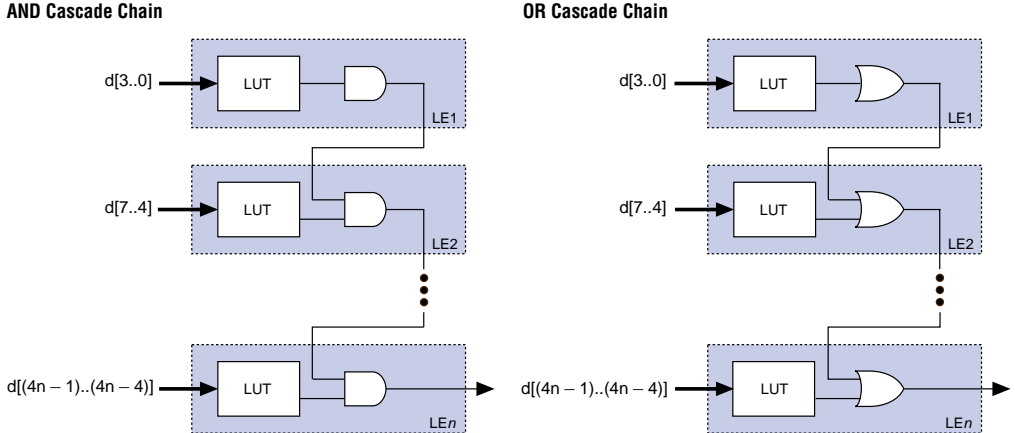 AND Cascade Chain
OR Cascade Chain
d[3..0]
LUT
LE1
d[7..4]
LUT
LE2
d[(4n – 1)..(4n – 4)]
LUT
LEn
d[3..0]
LUT
LE1
d[7..4]
LUT
LE2
d[(4n – 1)..(4n – 4)]
LUT
LEn